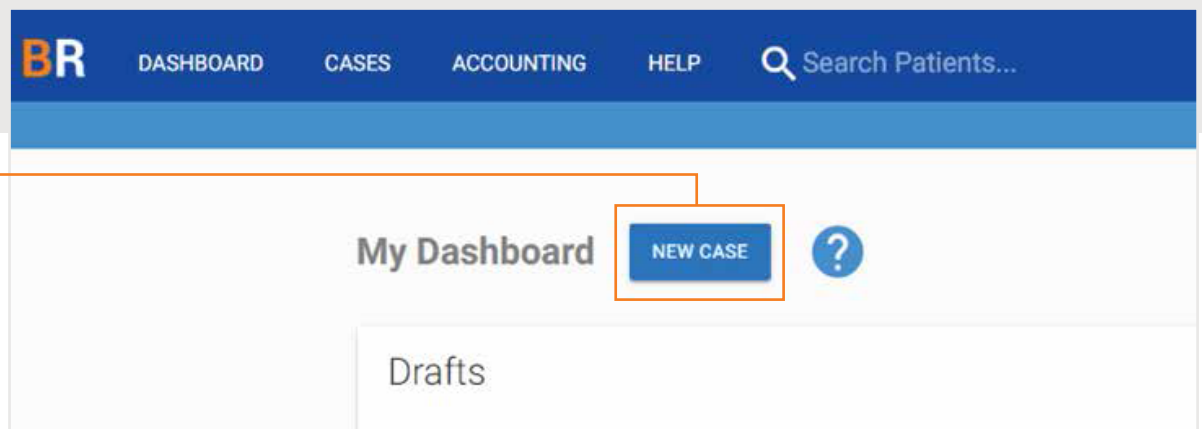 BR DASHBOARD CASES ACCOUNTING HELP Search Patients...
My Dashboard NEW CASE ?
Drafts